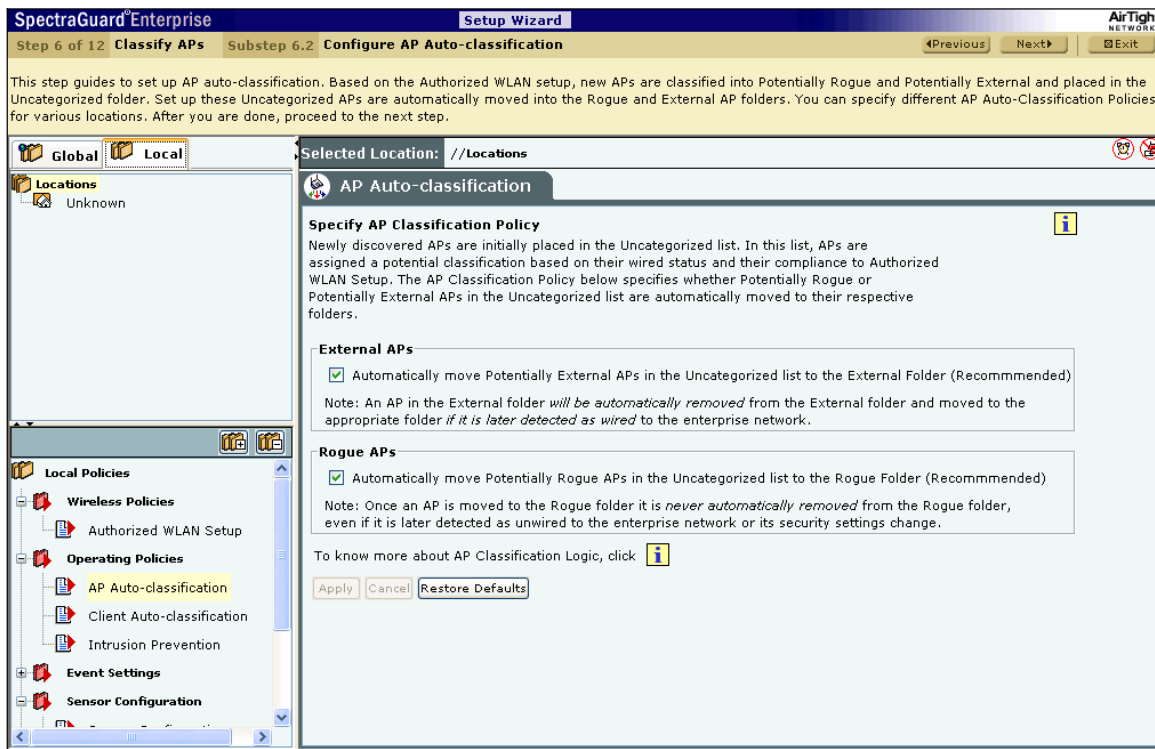 SpectraGuard® Enterprise
Setup Wizard
AirTigh
NETWORK
Step 6 of 12 Classify APs Substep 6.2 Configure AP Auto-classification
Previous
Next
Exit
This step guides to set up AP auto-classification. Based on the Authorized WLAN setup, new APs are classified into Potentially Rogue and Potentially External and placed in the
Uncategorized folder. Set up these Uncategorized APs are automatically moved into the Rogue and External AP folders. You can specify different AP Auto-Classification Policies
for various locations. After you are done, proceed to the next step.
Global
Local
Locations
Unknown
Selected Location: //Locations
AP Auto-classification
Specify AP Classification Policy
Newly discovered APs are initially placed in the Uncategorized list. In this list, APs are
assigned a potential classification based on their wired status and their compliance to Authorized
WLAN Setup. The AP Classification Policy below specifies whether Potentially Rogue or
Potentially External APs in the Uncategorized list are automatically moved to their respective
folders.
External APs
Automatically move Potentially External APs in the Uncategorized list to the External Folder (Recommmended)
Note: An AP in the External folder will be automatically removed from the External folder and moved to the
appropriate folder if it is later detected as wired to the enterprise network.
Rogue APs
Automatically move Potentially Rogue APs in the Uncategorized list to the Rogue Folder (Recommmended)
Note: Once an AP is moved to the Rogue folder it is never automatically removed from the Rogue folder,
even if it is later detected as unwired to the enterprise network or its security settings change.
To know more about AP Classification Logic, click i
Apply
Cancel
Restore Defaults
Local Policies
Wireless Policies
Authorized WLAN Setup
Operating Policies
AP Auto-classification
Client Auto-classification
Intrusion Prevention
Event Settings
Sensor Configuration